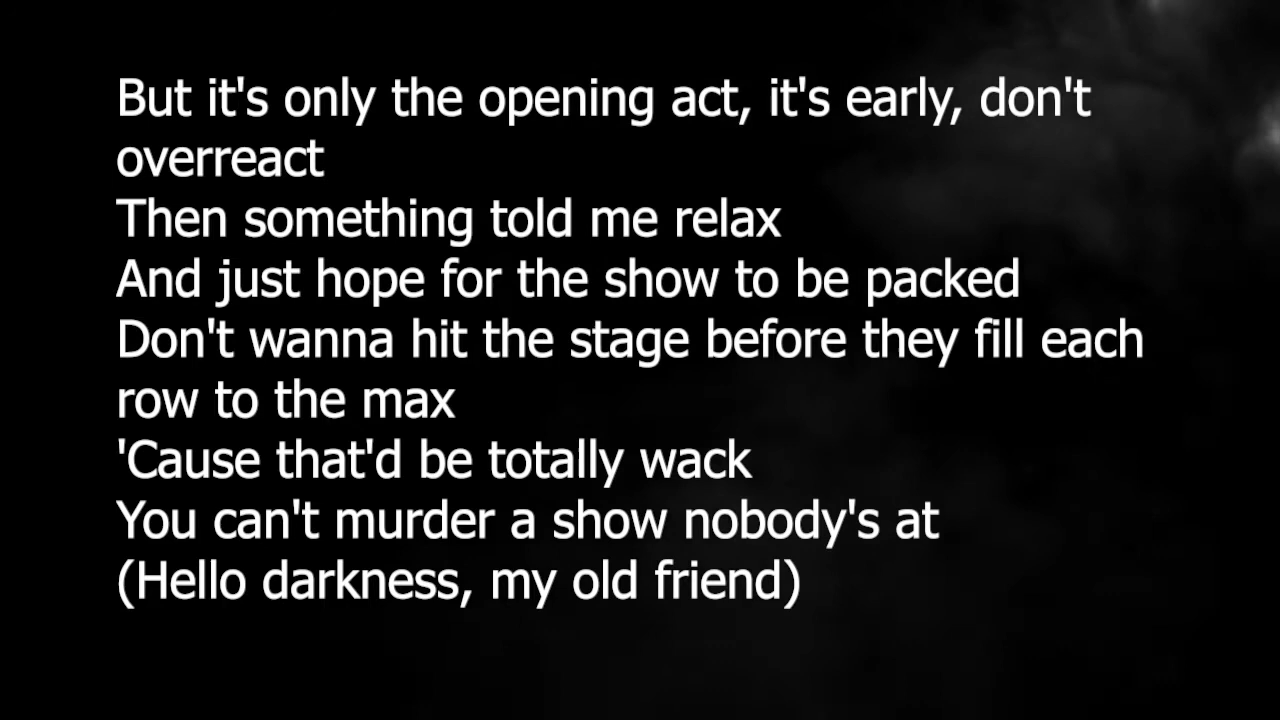 But it's only the opening act, it's early, don't
overreact
Then something told me relax
And just hope for the show to be packed
Don't wanna hit the stage before they fill each
row to the max
'Cause that'd be totally wack
You can't murder a show nobody's at
(Hello darkness, my old friend)